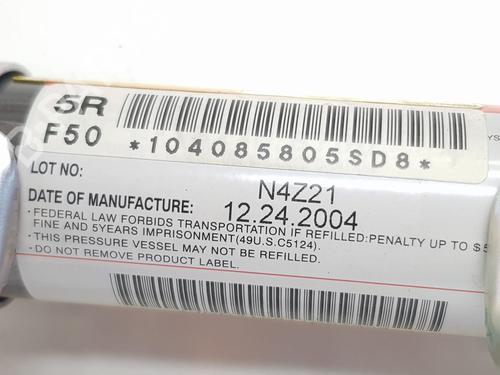 5R
F50 *104085805SD8*
LOT NO: N4Z21
DATE OF MANUFACTURE: 12.24.2004
· FEDERAL LAW FORBIDS TRANSPORTATION IF REFILLED:PENALTY UP TO $5
FINE AND 5YEARS IMPRISONMENT(49U.S.C5124).
· THIS PRESSURE VESSEL MAY NOT BE REFILLED.
· DO NOT REMOVE PRODUCT LABEL.